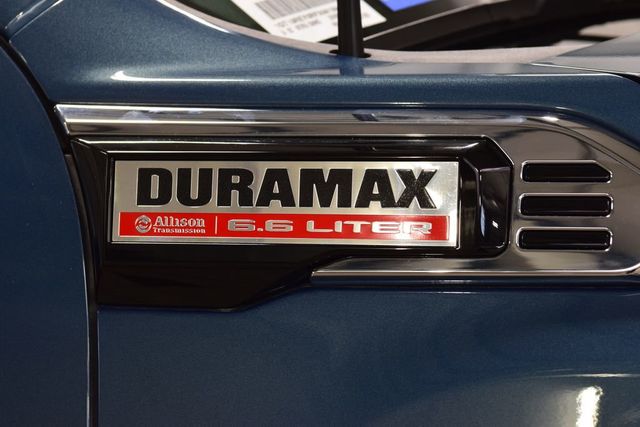 DURAMAX
Allison 6.6 LITER
Transmission